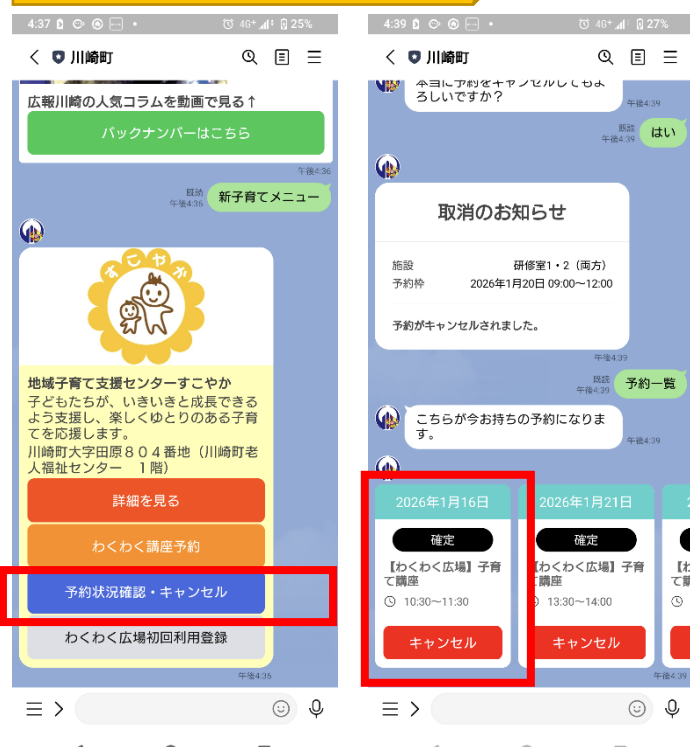 4:37
4G+
25%
川崎町
広報川崎の人気コラムを動画で見る↑
バックナンバーはこちら
午後4:36
既読
午後4:36
新子育てメニュー
すこやか
地域子育て支援センターすこやか
子どもたちが、いきいきと成長できる
よう支援し、楽しくゆとりのある子育
てを応援します。
川崎町大字田原８０４番地（川崎町老
人福祉センター　１階）
詳細を見る
わくわく講座予約
予約状況確認・キャンセル
わくわく広場初回利用登録
午後4:36
4:39
4G+
27%
川崎町
本当に予約をキャンセルしてもよ
ろしいですか？
午後4:39
既読
午後4:39
はい
取消のお知らせ
施設
研修室1・2（両方）
予約枠
2026年1月20日 09:00～12:00
予約がキャンセルされました。
午後4:39
既読
午後4:39
予約一覧
こちらが今お持ちの予約になりま
す。
午後4:39
2026年1月16日
確定
【わくわく広場】子育
て講座
10:30～11:30
キャンセル
2026年1月21日
確定
【わくわく広場】子育
て講座
13:30～14:00
キャンセル
午後4:39